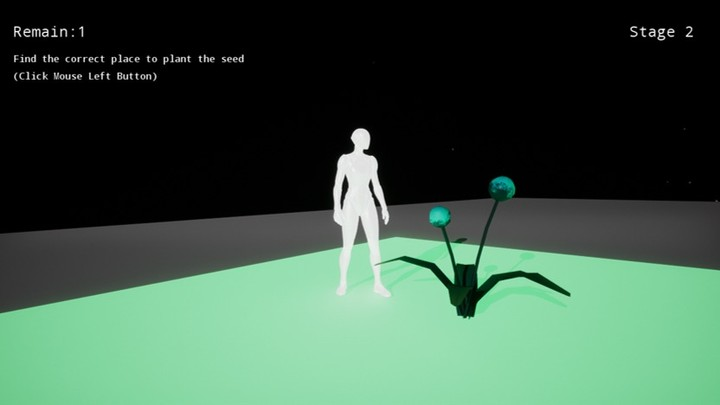 Remain:1
Stage 2
Find the correct place to plant the seed
(Click Mouse Left Button)